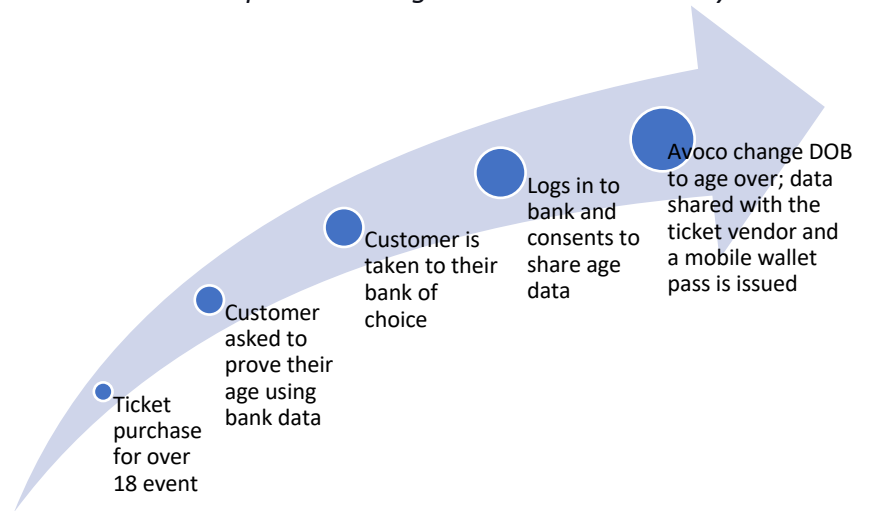 Ticket
purchase
for over
18 event
Customer
asked to
prove their
age using
bank data
Customer is
taken to their
bank of
choice
Logs in to
bank and
consents to
share age
data
Avoco change DOB
to age over; data
shared with the
ticket vendor and
a mobile wallet
pass is issued